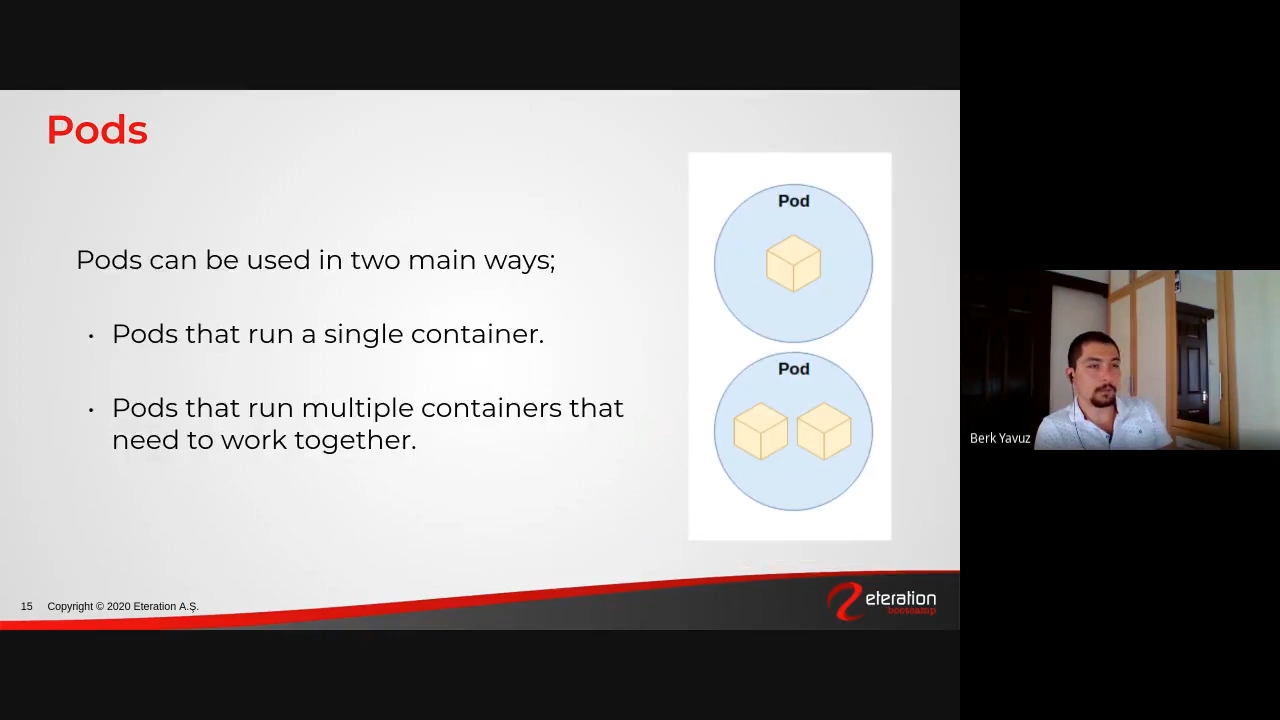 Pods
Pods can be used in two main ways;
• Pods that run a single container.
• Pods that run multiple containers that
need to work together.
Pod
Pod
15 Copyright © 2020 Eteration A.Ş.
eteration
bootcamp
Berk Yavuz